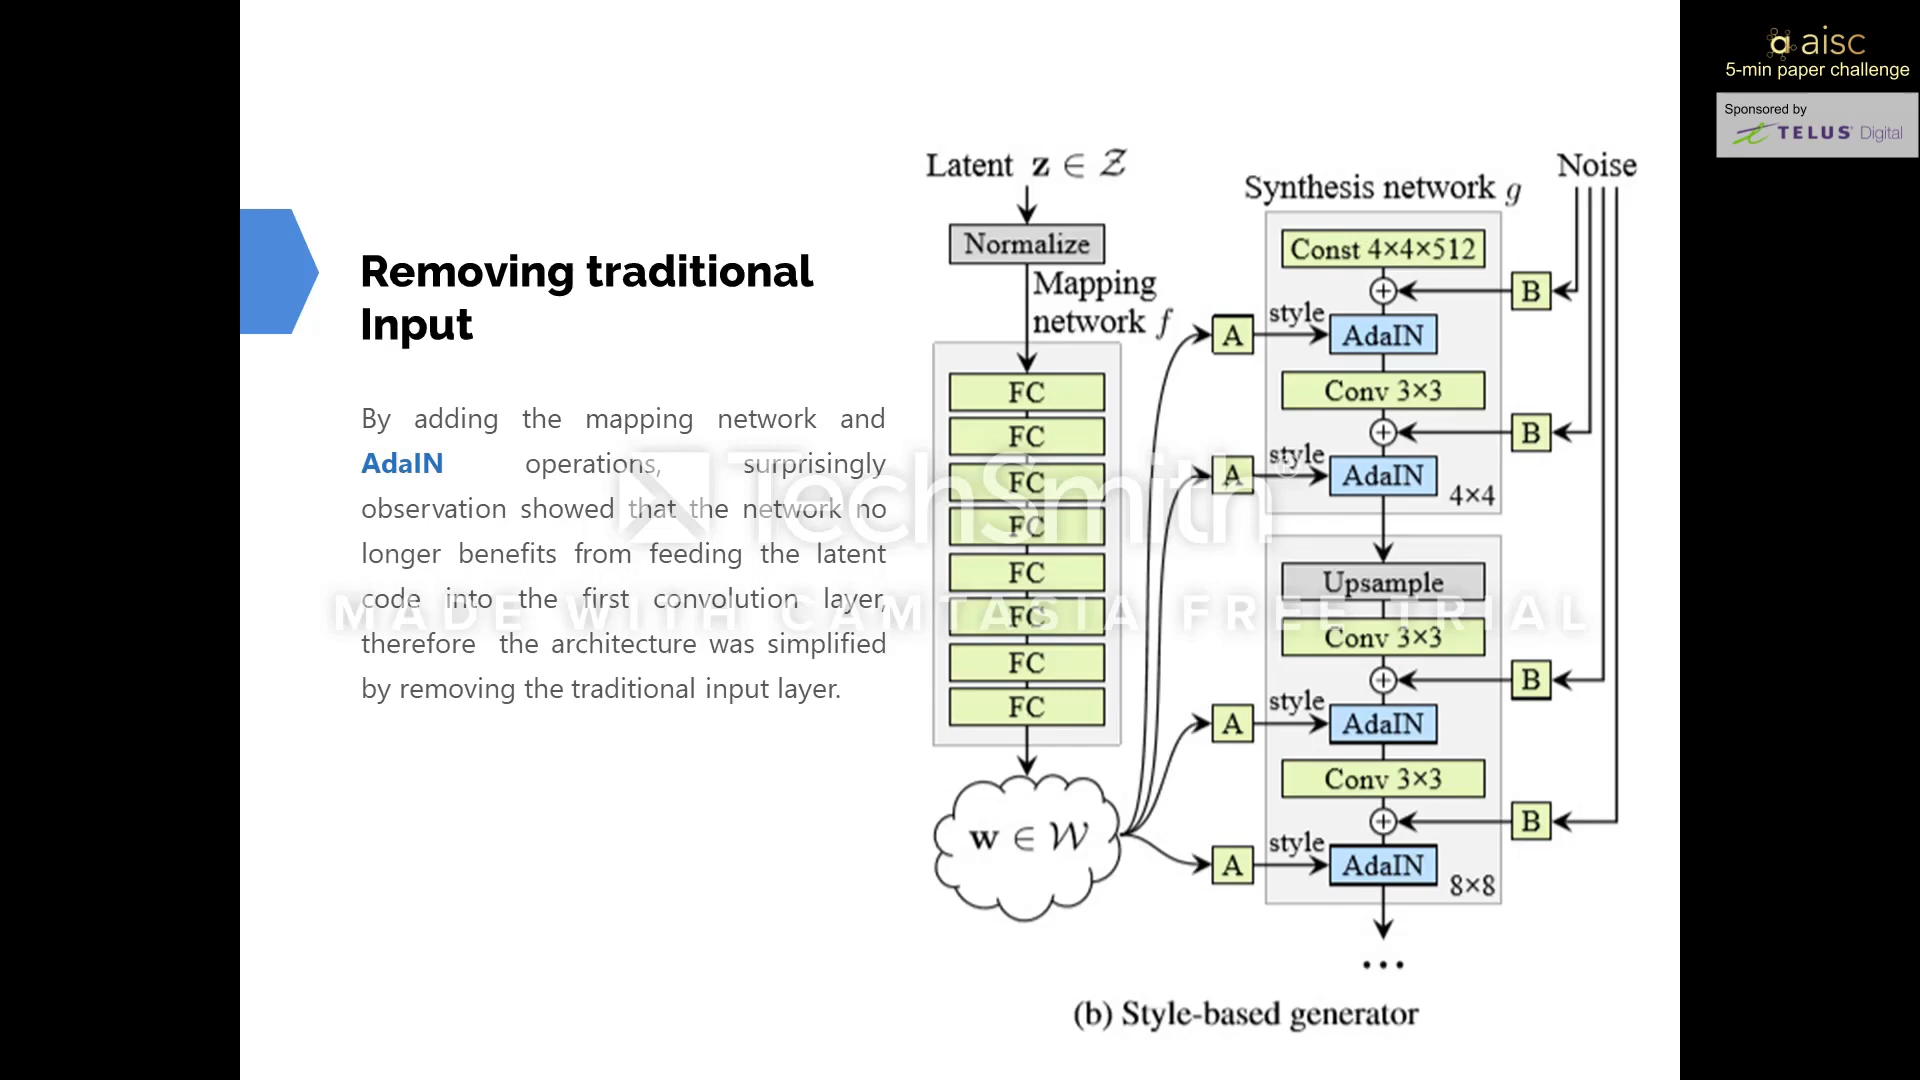 aisc
5-min paper challenge
Sponsored by
TELUS Digital
Removing traditional
Input
By adding the mapping network and
AdaIN operations, surprisingly
observation showed that the network no
longer benefits from feeding the latent
code into the first convolution layer,
therefore the architecture was simplified
by removing the traditional input layer.
Latent z ∈ Z
Normalize
Mapping
network f
FC
FC
FC
FC
FC
FC
FC
FC
w ∈ W
Synthesis network g
Noise
Const 4×4×512
B
A
style
AdaIN
Conv 3×3
B
A
style
AdaIN
4×4
Upsample
Conv 3×3
B
A
style
AdaIN
Conv 3×3
B
A
style
AdaIN
8×8
...
(b) Style-based generator
TechSmith
MADE WITH CAMTASIA FREE TRIAL